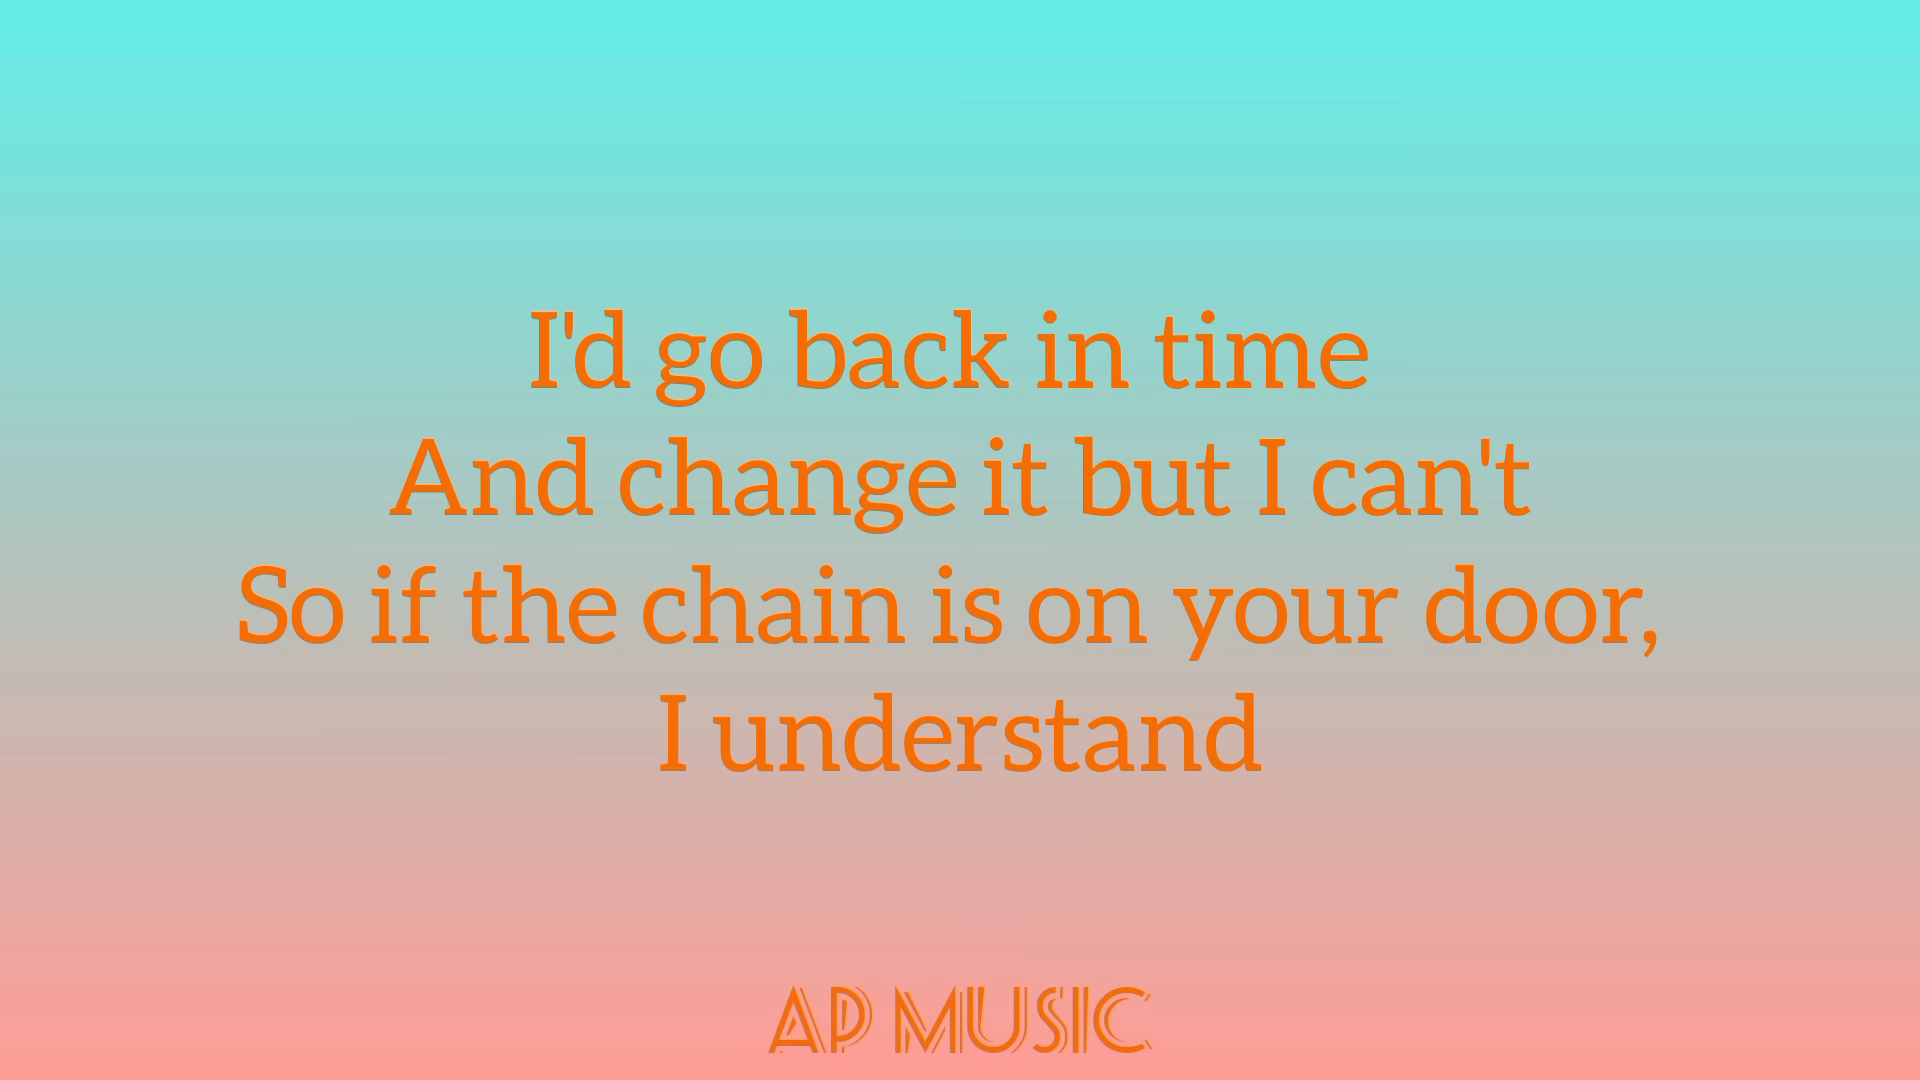 I'd go back in time
And change it but I can't
So if the chain is on your door,
I understand
AP MUSIC